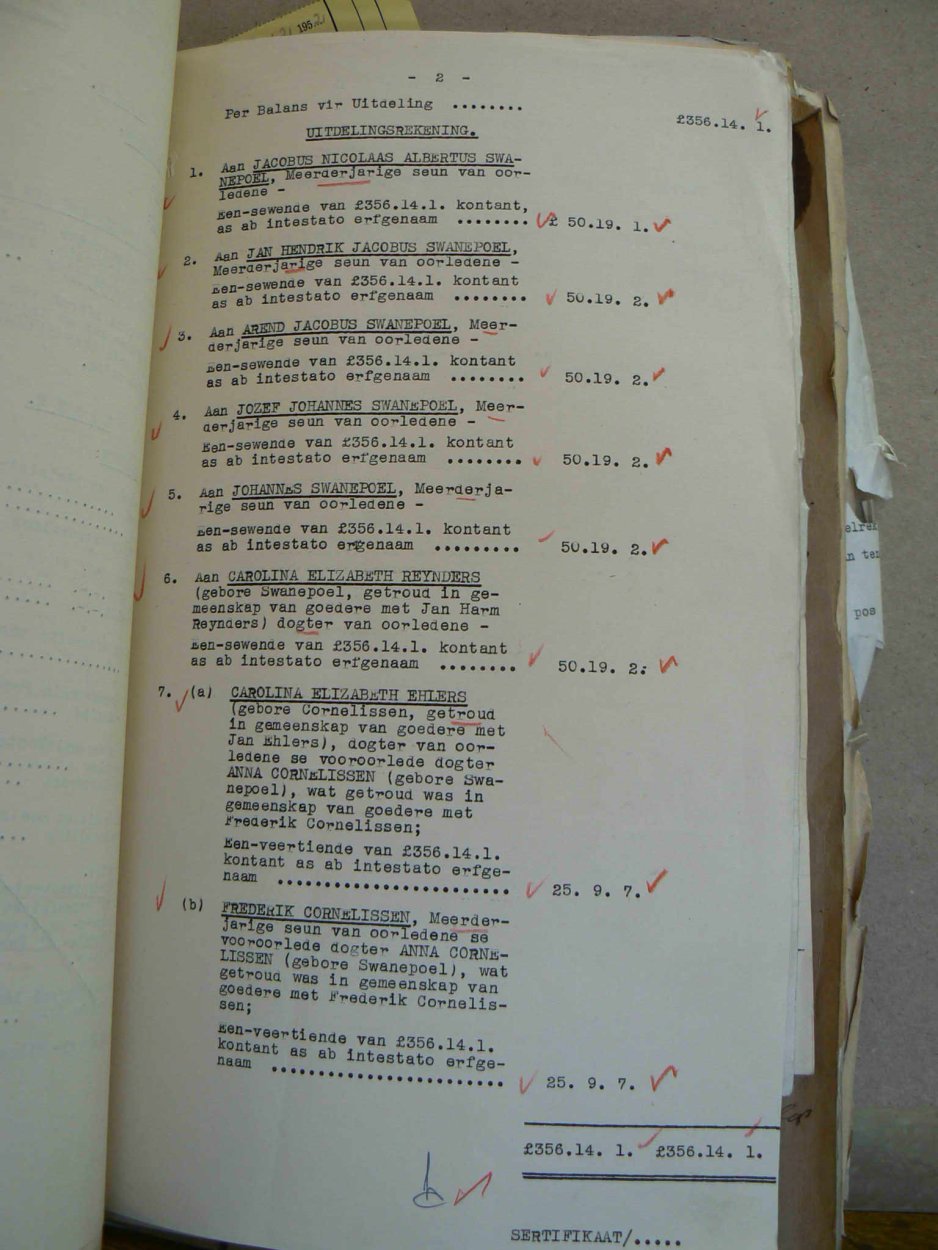 1952
- 2 -
Per Balans vir Uitdeling ........ £356.14. 1.
UITDELINGSREKENING.
1. Aan JACOBUS NICOLAAS ALBERTUS SWA-
NEPOEL, Meerderjarige seun van oor-
ledene -
Een-sewende van £356.14.1. kontant,
as ab intestato erfgenaam ........ £ 50.19. 1.
2. Aan JAN HENDRIK JACOBUS SWANEPOEL,
Meerderjarige seun van oorledene -
Een-sewende van £356.14.1. kontant
as ab intestato erfgenaam ........ 50.19. 2.
3. Aan AREND JACOBUS SWANEPOEL, Meer-
derjarige seun van oorledene -
Een-sewende van £356.14.1. kontant
as ab intestato erfgenaam ........ 50.19. 2.
4. Aan JOZEF JOHANNES SWANEPOEL, Meer-
derjarige seun van oorledene -
Een-sewende van £356.14.1. kontant
as ab intestato erfgenaam ........ 50.19. 2.
5. Aan JOHANNES SWANEPOEL, Meerderja-
rige seun van oorledene -
Een-sewende van £356.14.1. kontant
as ab intestato ergenaam ......... 50.19. 2.
6. Aan CAROLINA ELIZABETH REYNDERS
(gebore Swanepoel, getroud in ge-
meenskap van goedere met Jan Harm
Reynders) dogter van oorledene -
Een-sewende van £356.14.1. kontant
as ab intestato erfgenaam ........ 50.19. 2:
7. (a) CAROLINA ELIZABETH EHLERS
(gebore Cornelissen, getroud
in gemeenskap van goedere met
Jan Ehlers), dogter van oor-
ledene se vooroorlede dogter
ANNA CORNELISSEN (gebore Swa-
nepoel), wat getroud was in
gemeenskap van goedere met
Frederik Cornelissen;
Een-veertiende van £356.14.1.
kontant as ab intestato erfge-
naam ........................ 25. 9. 7.
(b) FREDERIK CORNELISSEN, Meerder-
jarige seun van oorledene se
vooroorlede dogter ANNA CORNE-
LISSEN (gebore Swanepoel), wat
getroud was in gemeenskap van
goedere met Frederik Cornelis-
sen;
Een-veertiende van £356.14.1.
kontant as ab intestato erfge-
naam ........................ 25. 9. 7.
£356.14. 1. £356.14. 1.
SERTIFIKAAT/.....
pos